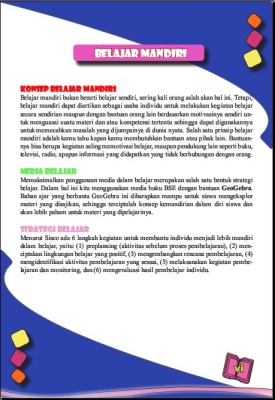 BELAJAR MANDIRI
KONSEP BELAJAR MANDIRI
Belajar mandiri bukan berarti belajar sendiri, sering kali orang salah akan hal ini. Tetapi,
belajar mandiri dapat diartikan sebagai usaha individu untuk melakukan kegiatan belajar
secara sendirian maupun dengan bantuan orang lain berdasarkan motivasinya sendiri un-
tuk menguasai suatu materi dan atau kompetensi tertentu sehingga dapat digunakannya
untuk memecahkan masalah yang dijumpainya di dunia nyata. Salah satu prinsip belajar
mandiri adalah kamu tahu kapan kamu membutuhkan bantuan atau pihak lain. Bantuan-
nya bisa berupa kegiatan saling memotivasi belajar, maupun pendukung lain seperti buku,
televisi, radio, apapun informasi yang didapatkan yang tidak berhubungan dengan orang.
MEDIA BELAJAR
Memaksimalkan penggunaan media dalam belajar merupakan salah satu bentuk strategi
belajar. Dalam hal ini kita menggunakan media buku BSE dengan bantuan GeoGebra.
Bahan ajar yang berbantu GeoGebra ini diharapkan mampu untuk siswa mengeksplor
materi yang disajikan, sehingga terciptalah konsep kemandirian dalam diri siswa dan
akan lebih paham untuk materi yang dipelajarinya.
STRATEGI BELAJAR
Menurut Sisco ada 6 langkah kegiatan untuk membantu individu menjadi lebih mandiri
dalam belajar, yaitu: (1) preplanning (aktivitas sebelum proses pembelajaran), (2) men-
ciptakan lingkungan belajar yang positif, (3) mengembangkan rencana pembelajaran, (4)
mengidentifikasi aktivitas pembelajaran yang sesuai, (5) melaksanakan kegiatan pembe-
lajaran dan monitoring, dan (6) mengevaluasi hasil pembelajar individu.
vi